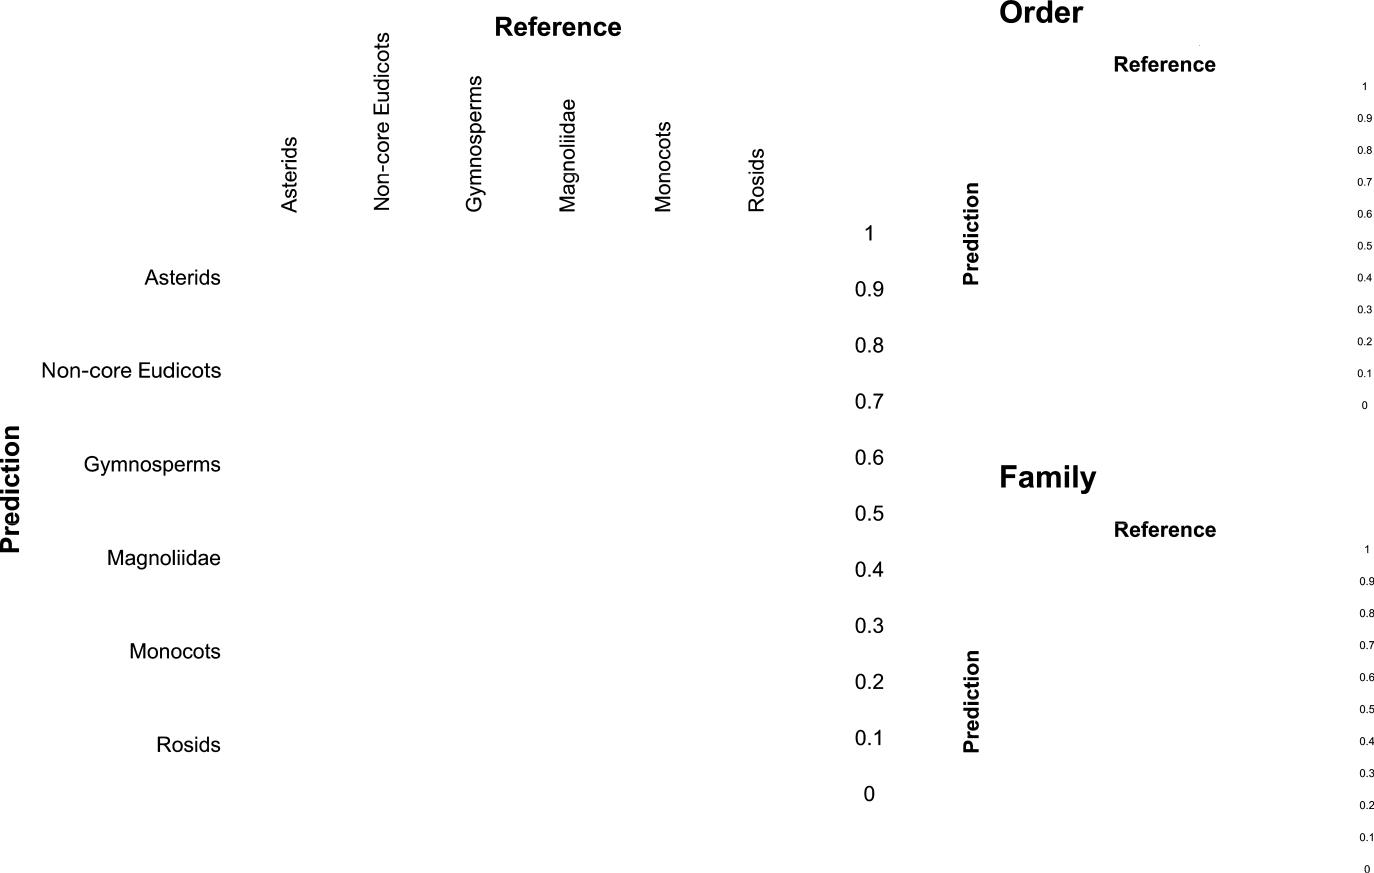 Reference
Asterids
Non-core Eudicots
Gymnosperms
Magnoliidae
Monocots
Rosids
Prediction
Asterids
Non-core Eudicots
Gymnosperms
Magnoliidae
Monocots
Rosids
1
0.9
0.8
0.7
0.6
0.5
0.4
0.3
0.2
0.1
0
Order
Reference
Prediction
1
0.9
0.8
0.7
0.6
0.5
0.4
0.3
0.2
0.1
0
Family
Reference
Prediction
1
0.9
0.8
0.7
0.6
0.5
0.4
0.3
0.2
0.1
0